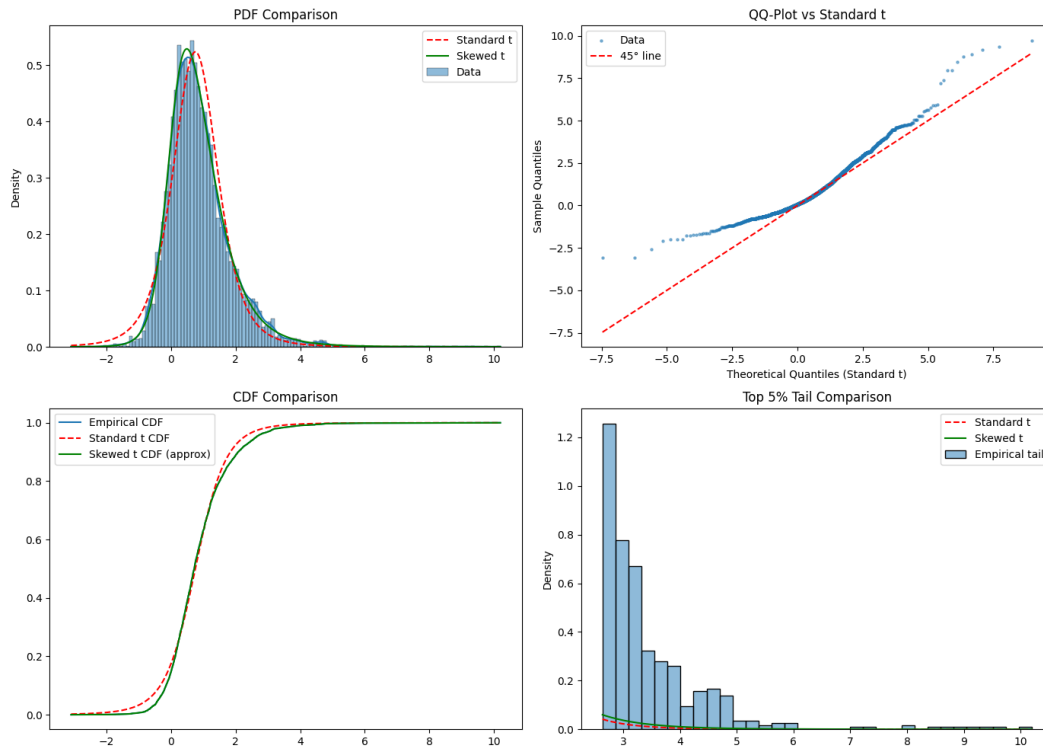 PDF Comparison
Standard t
Skewed t
Data
Density
0.5
0.4
0.3
0.2
0.1
0.0
−2
0
2
4
6
8
10
QQ-Plot vs Standard t
Data
45° line
Sample Quantiles
7.5
5.0
2.5
0.0
−2.5
−5.0
−7.5
−7.5
−5.0
−2.5
0.0
2.5
5.0
7.5
Theoretical Quantiles (Standard t)
CDF Comparison
Empirical CDF
Standard t CDF
Skewed t CDF (approx)
1.0
0.8
0.6
0.4
0.2
0.0
−2
0
2
4
6
8
10
Top 5% Tail Comparison
Standard t
Skewed t
Empirical tail
Density
1.2
1.0
0.8
0.6
0.4
0.2
0.0
3
4
5
6
7
8
9
10